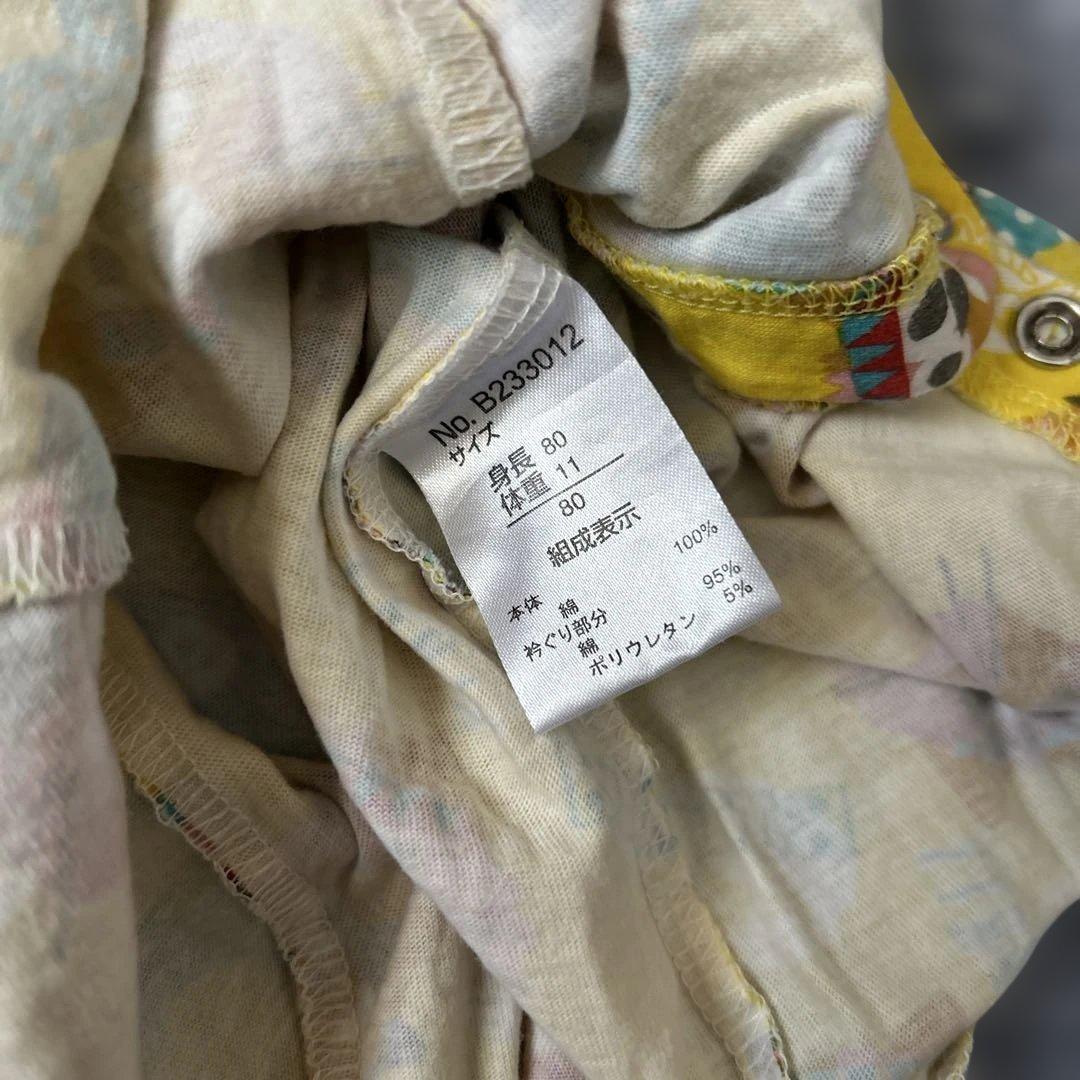 No. B233012
サイズ
身長 80
体重 11
80
組成表示
本体 綿 100%
衿ぐり部分
綿 95%
ポリウレタン 5%